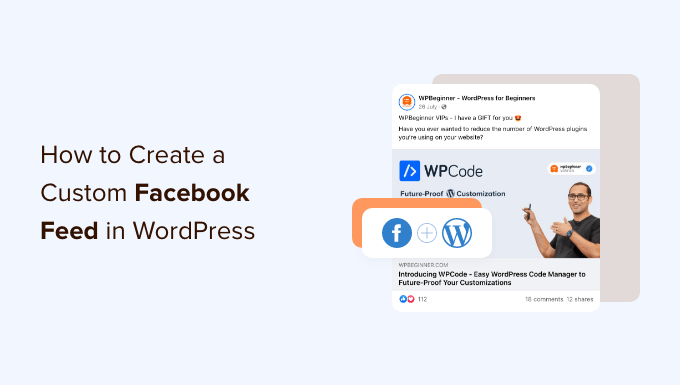 How to Create a
Custom Facebook
Feed in WordPress
WPBeginner - WordPress for Beginners
26 July
WPBeginner VIPs - I have a GIFT for you
Have you ever wanted to reduce the number of WordPress plugins
you're using on your website?
WPCode
wpbeginner
Future-Proof Customization
WPBEGINNER.COM
Introducing WPCode - Easy WordPress Code Manager to
Future-Proof Your Customizations
112
16 comments 12 shares